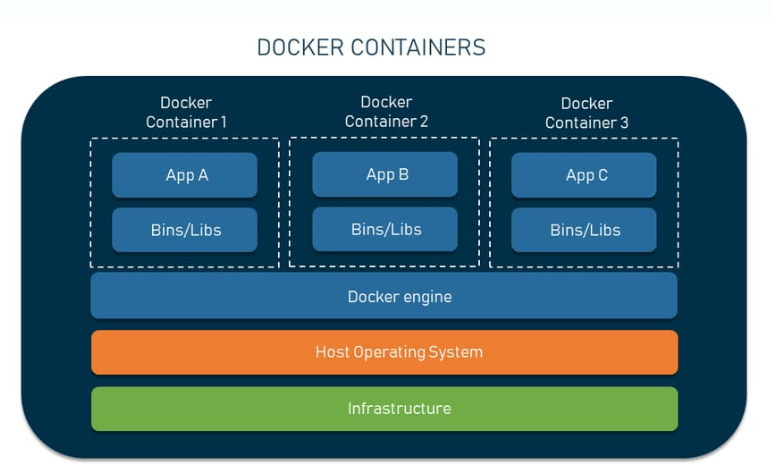 DOCKER CONTAINERS
Docker
Container 1
Docker
Container 2
Docker
Container 3
App A
App B
App C
Bins/Libs
Bins/Libs
Bins/Libs
Docker engine
Host Operating System
Infrastructure